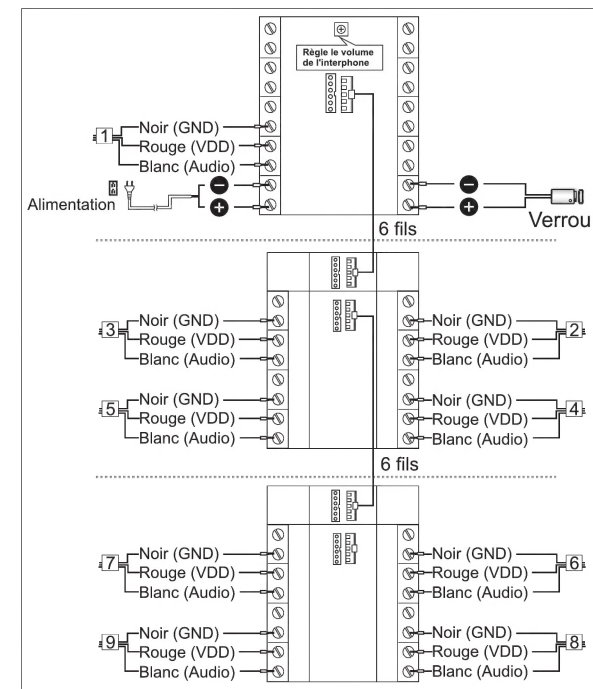 Règle le volume
de l'interphone
1
Noir (GND)
Rouge (VDD)
Blanc (Audio)
Alimentation
Verrou
6 fils
3
Noir (GND)
Rouge (VDD)
Blanc (Audio)
Noir (GND)
Rouge (VDD)
Blanc (Audio)
2
5
Noir (GND)
Rouge (VDD)
Blanc (Audio)
Noir (GND)
Rouge (VDD)
Blanc (Audio)
4
6 fils
7
Noir (GND)
Rouge (VDD)
Blanc (Audio)
Noir (GND)
Rouge (VDD)
Blanc (Audio)
6
9
Noir (GND)
Rouge (VDD)
Blanc (Audio)
Noir (GND)
Rouge (VDD)
Blanc (Audio)
8